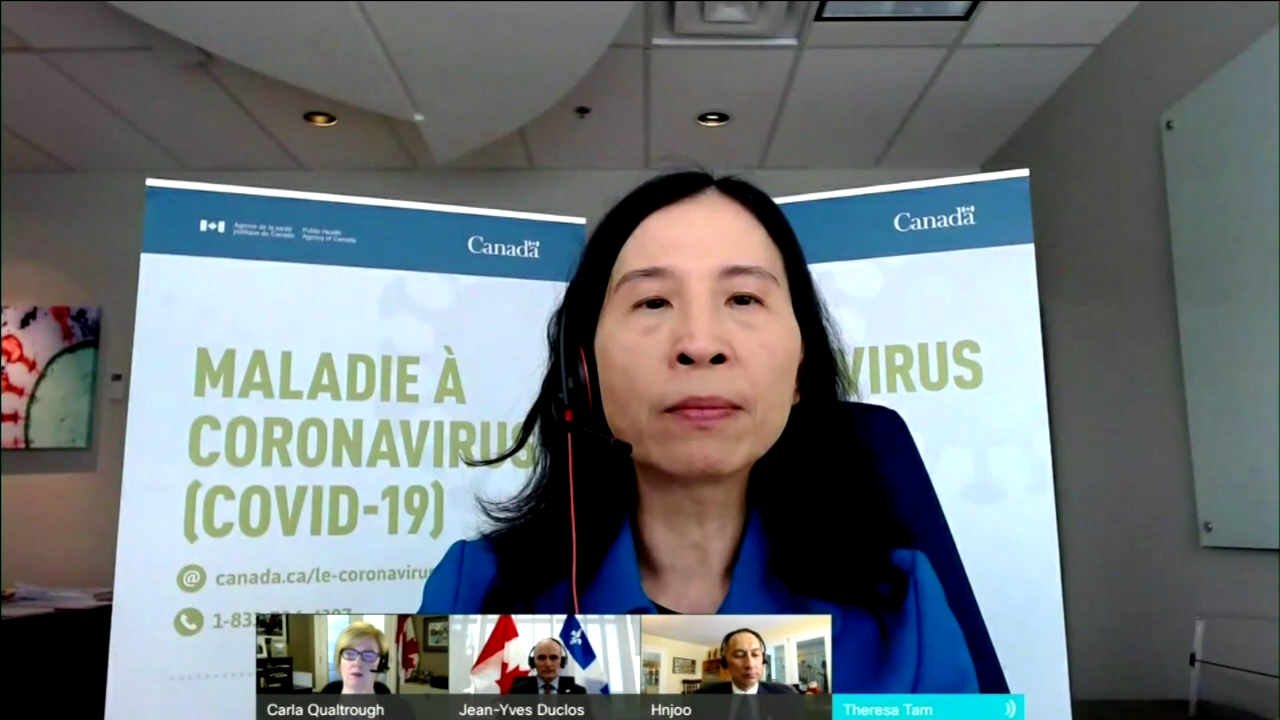 Agence de la santé
publique du Canada
Public Health
Agency of Canada
Canada
Canada
MALADIE À
CORONAVIRUS
(COVID-19)
VIRUS
canada.ca/le-coronavirus
Carla Qualtrough
Jean-Yves Duclos
Hnjoo
Theresa Tam